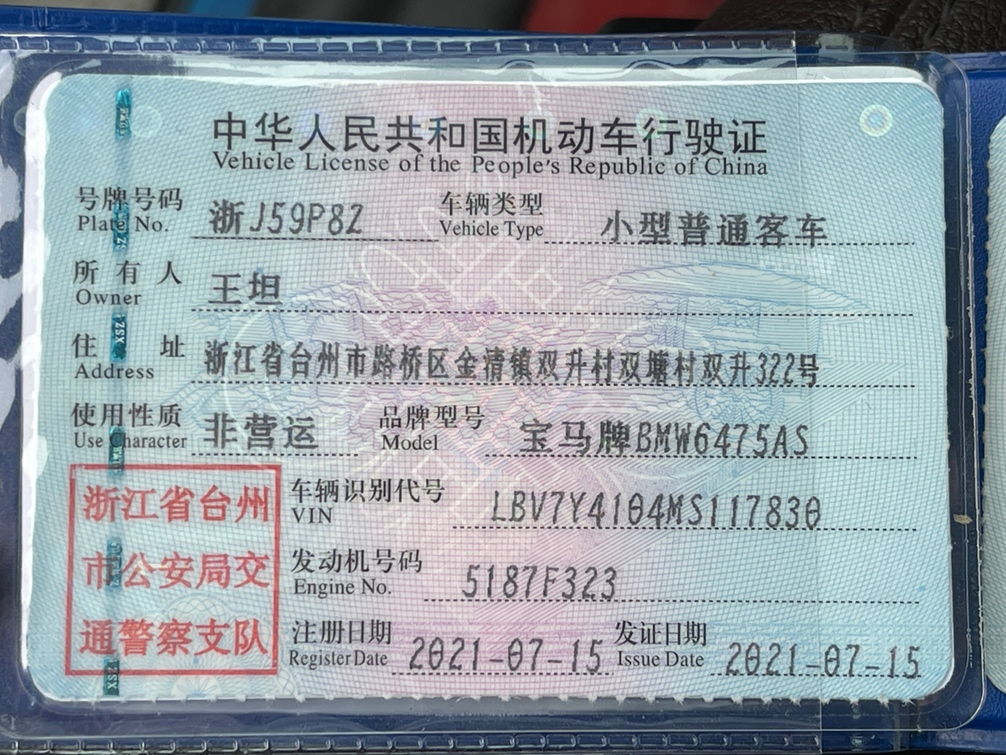 中华人民共和国机动车行驶证
Vehicle License of the People's Republic of China
号牌号码 浙J59P8Z 车辆类型 小型普通客车
Plate No. Vehicle Type
所有人 王坦
Owner
住址 浙江省台州市路桥区金清镇双升村双塘村双升322号
Address
使用性质 非营运 品牌型号 宝马牌BMW6475AS
Use Character Model
浙江省台州
市公安局交
通警察支队
车辆识别代号 LBV7Y4104MS117830
VIN
发动机号码 5187F323
Engine No.
注册日期 2021-07-15 发证日期 2021-07-15
Register Date Issue Date